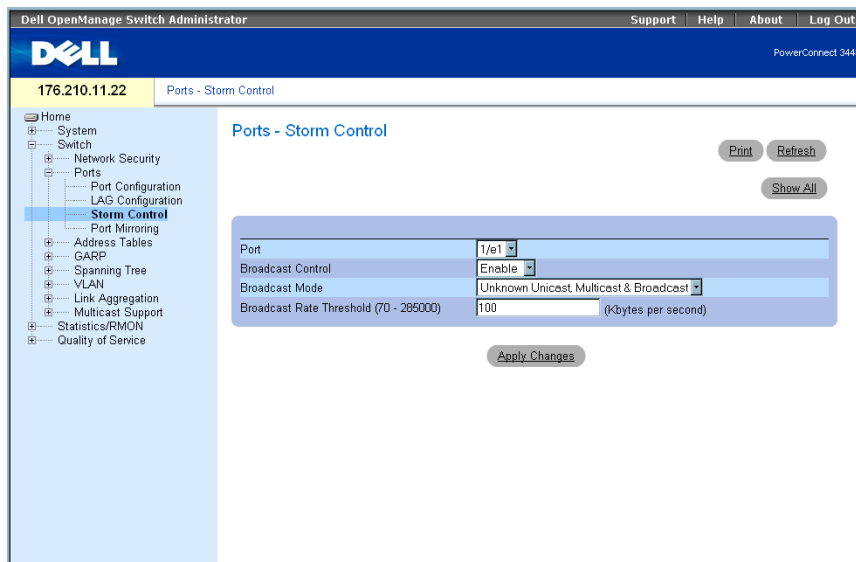 Dell OpenManage Switch Administrator
Support Help About Log Out
DELL
PowerConnect 344
176.210.11.22
Ports - Storm Control
Home
System
Switch
Network Security
Ports
Port Configuration
LAG Configuration
Storm Control
Port Mirroring
Address Tables
GARP
Spanning Tree
VLAN
Link Aggregation
Multicast Support
Statistics/RMON
Quality of Service
Ports - Storm Control
Print Refresh
Show All
Port 1/e1
Broadcast Control Enable
Broadcast Mode Unknown Unicast, Multicast & Broadcast
Broadcast Rate Threshold (70 - 285000) 100 (Kbytes per second)
Apply Changes